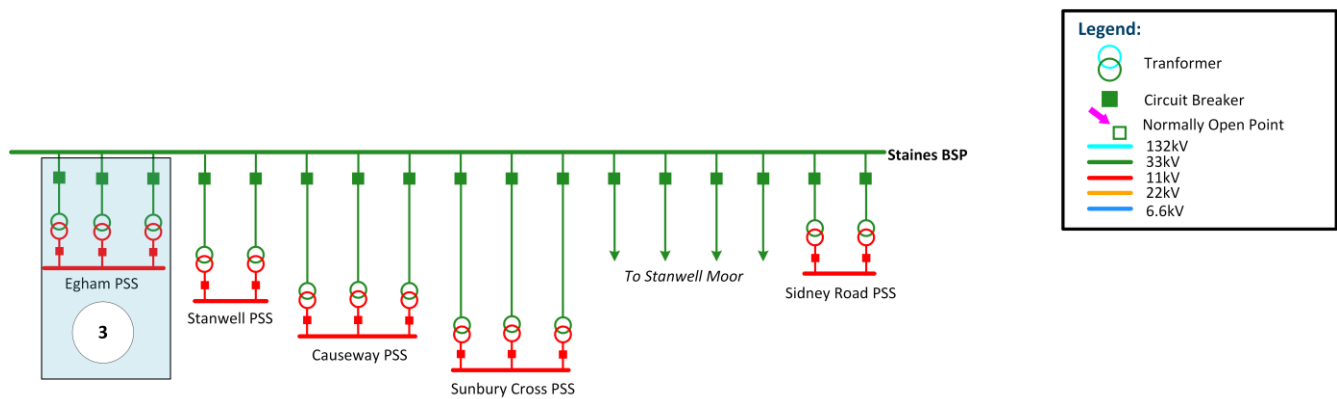 Legend:
Tranformer
Circuit Breaker
Normally Open Point
132kV
33kV
11kV
22kV
6.6kV
Staines BSP
Egham PSS
3
Stanwell PSS
Causeway PSS
Sunbury Cross PSS
To Stanwell Moor
Sidney Road PSS